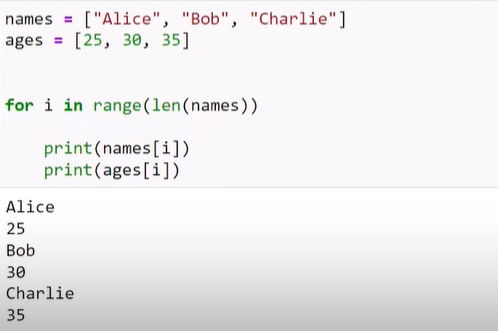 names = ["Alice", "Bob", "Charlie"]
ages = [25, 30, 35]
for i in range(len(names))
print(names[i])
print(ages[i])
Alice
25
Bob
30
Charlie
35